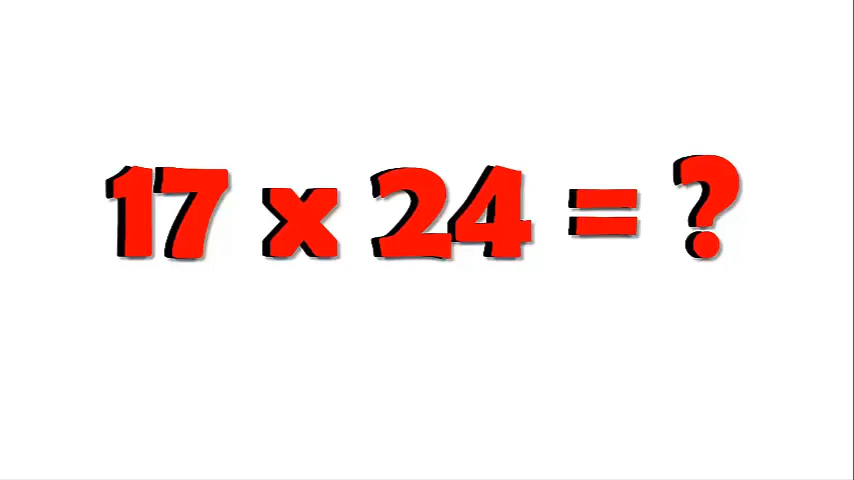 17 x 24 = ?